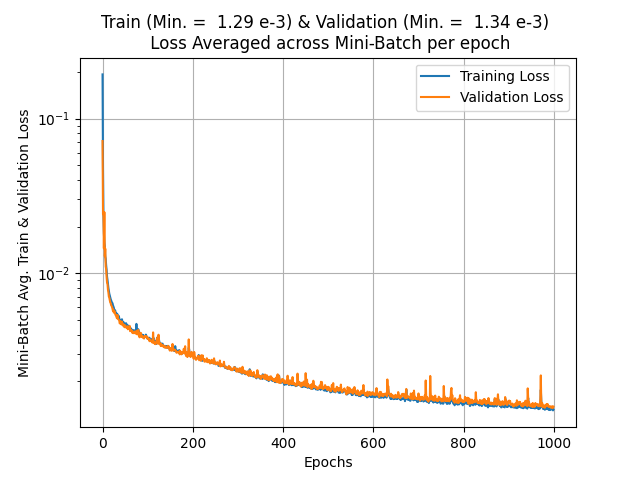 Train (Min. =  1.29 e-3) & Validation (Min. =  1.34 e-3)
Loss Averaged across Mini-Batch per epoch
Training Loss
Validation Loss
Mini-Batch Avg. Train & Validation Loss
10⁻¹
10⁻²
0 200 400 600 800 1000
Epochs